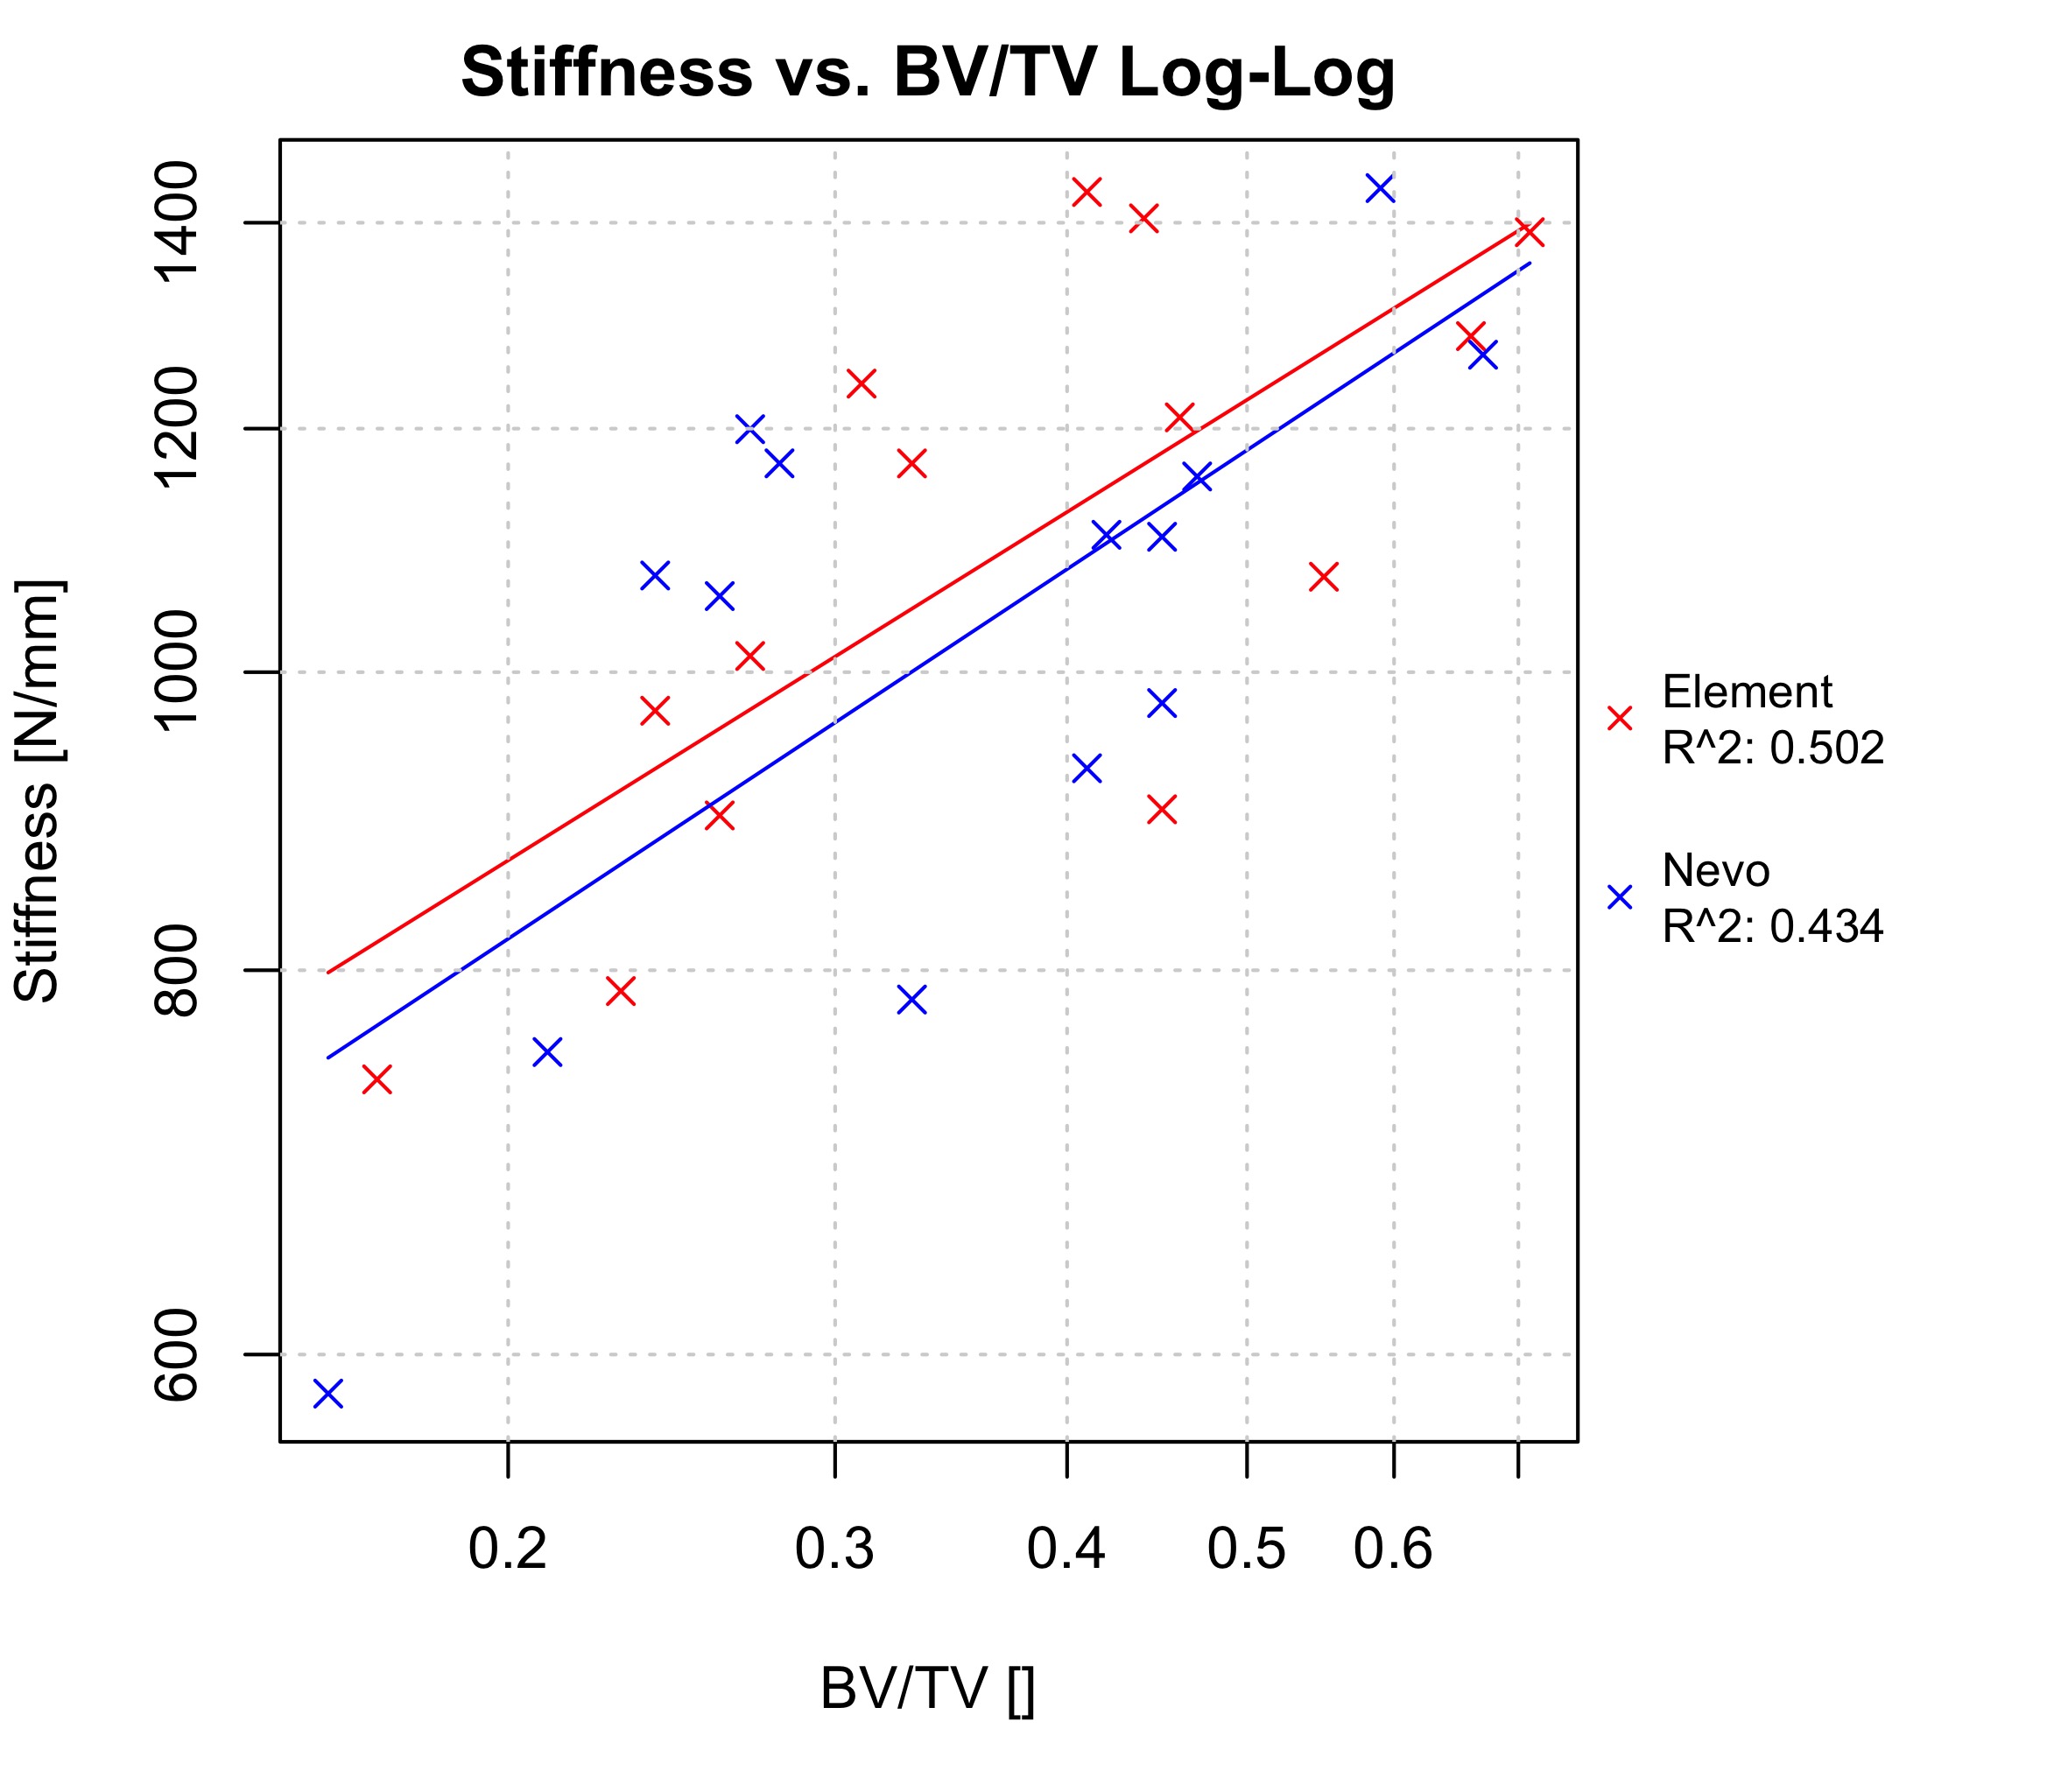 Stiffness vs. BV/TV Log-Log
Stiffness [N/mm]
1400
1200
1000
800
600
0.2
0.3
0.4
0.5
0.6
BV/TV []
Element
R^2: 0.502
Nevo
R^2: 0.434